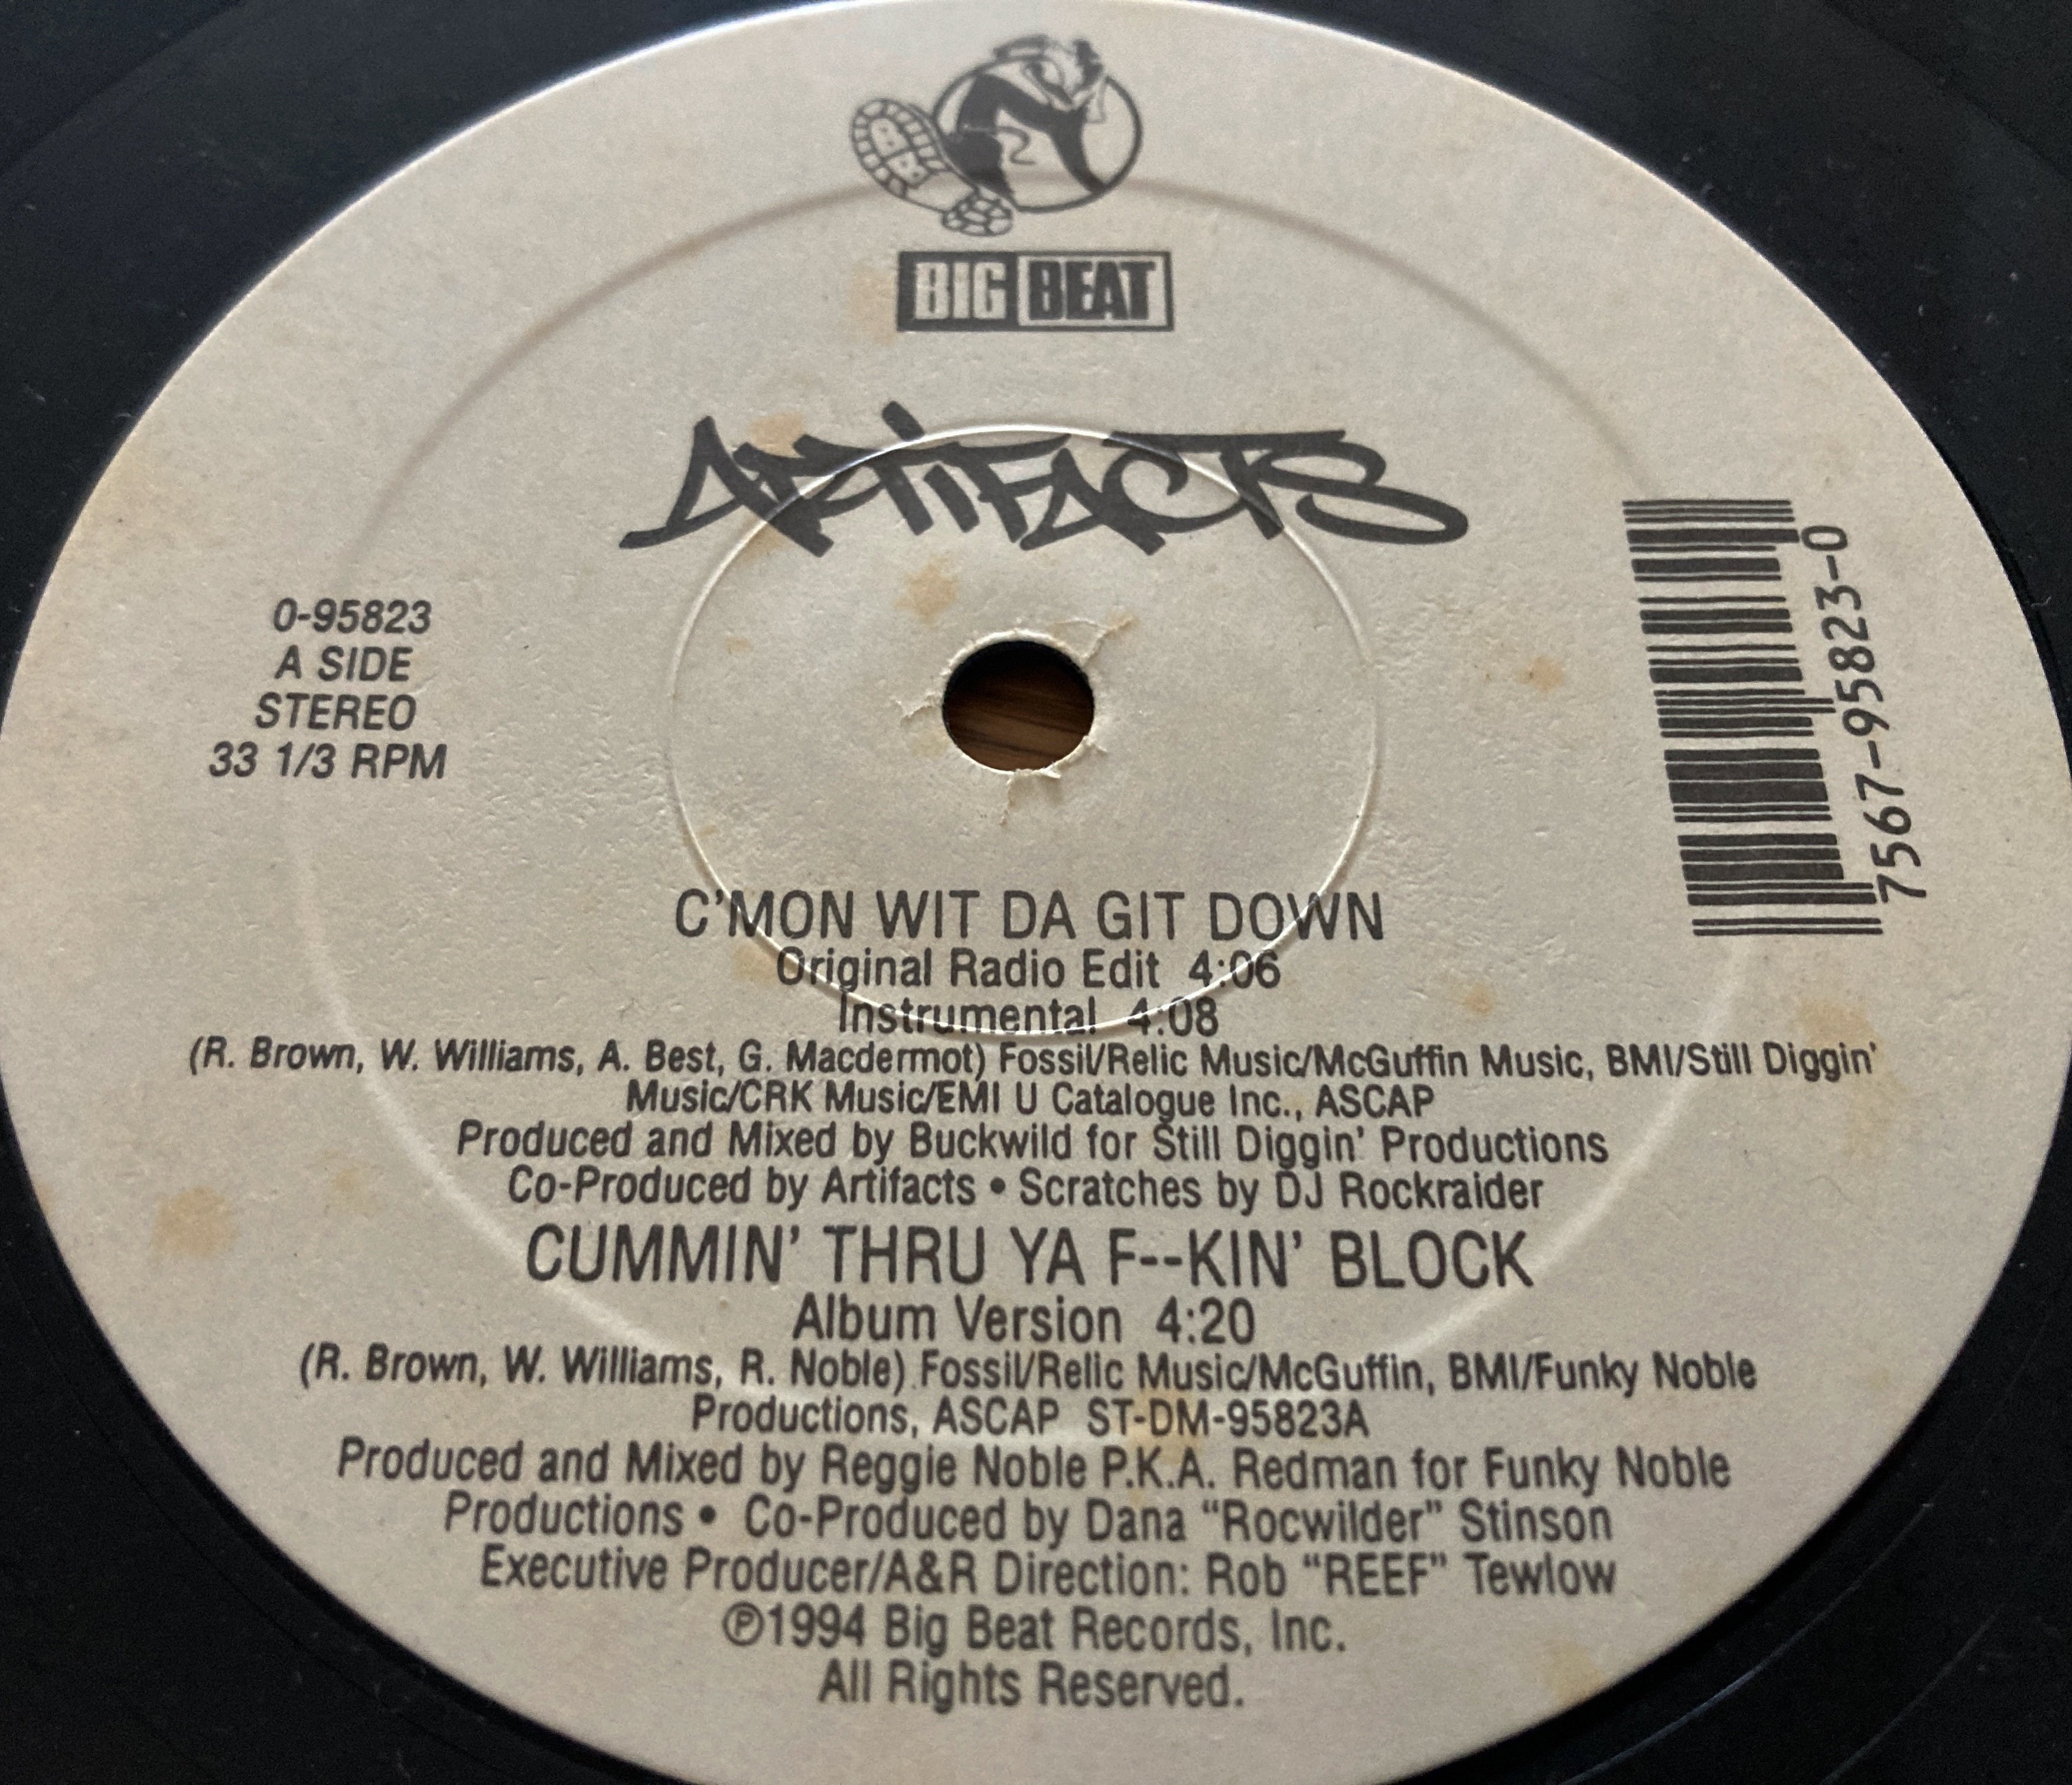 BB
BIG BEAT
ARTIFACTS
0-95823
A SIDE
STEREO
33 1/3 RPM
7567-95823-0
C'MON WIT DA GIT DOWN
Original Radio Edit 4:06
Instrumental 4:08
(R. Brown, W. Williams, A. Best, G. Macdermot) Fossil/Relic Music/McGuffin Music, BMI/Still Diggin'
Music/CRK Music/EMI U Catalogue Inc., ASCAP
Produced and Mixed by Buckwild for Still Diggin' Productions
Co-Produced by Artifacts • Scratches by DJ Rockraider
CUMMIN' THRU YA F--KIN' BLOCK
Album Version 4:20
(R. Brown, W. Williams, R. Noble) Fossil/Relic Music/McGuffin, BMI/Funky Noble
Productions, ASCAP ST-DM-95823A
Produced and Mixed by Reggie Noble P.K.A. Redman for Funky Noble
Productions • Co-Produced by Dana “Rocwilder” Stinson
Executive Producer/A&R Direction: Rob “REEF” Tewlow
℗1994 Big Beat Records, Inc.
All Rights Reserved.